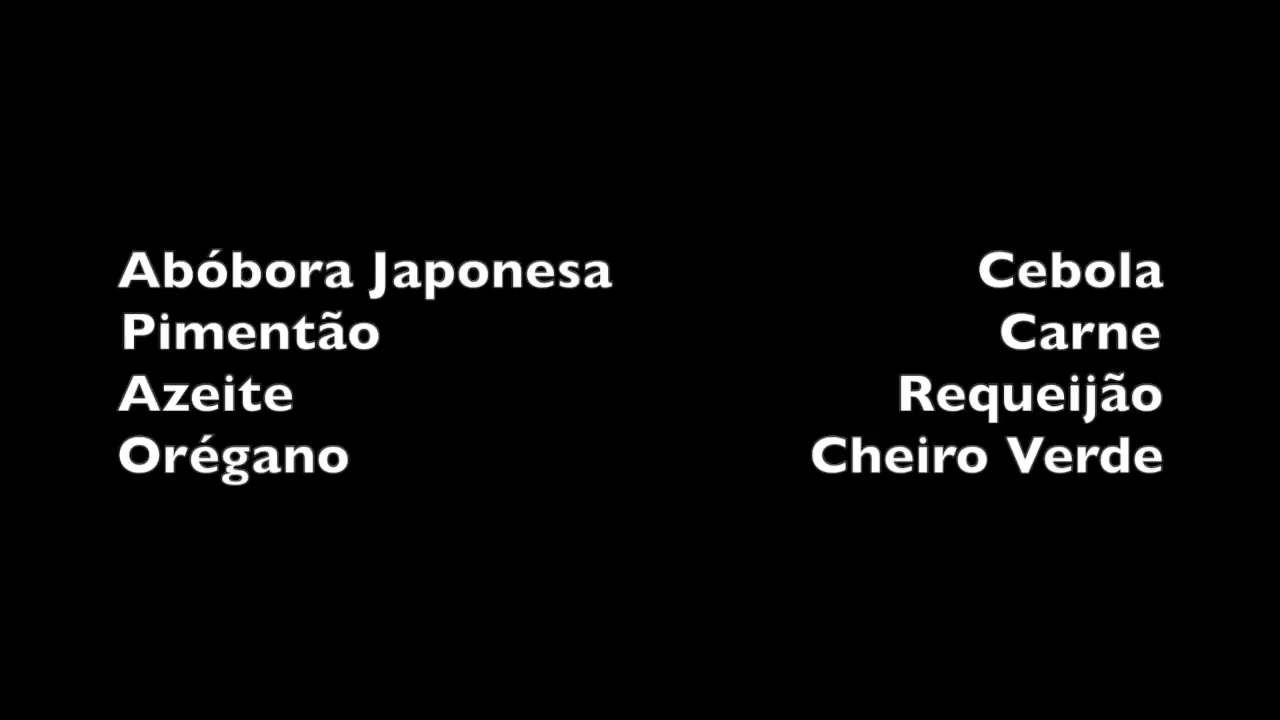 Abóbora Japonesa Cebola
Pimentão Carne
Azeite Requeijão
Orégano Cheiro Verde